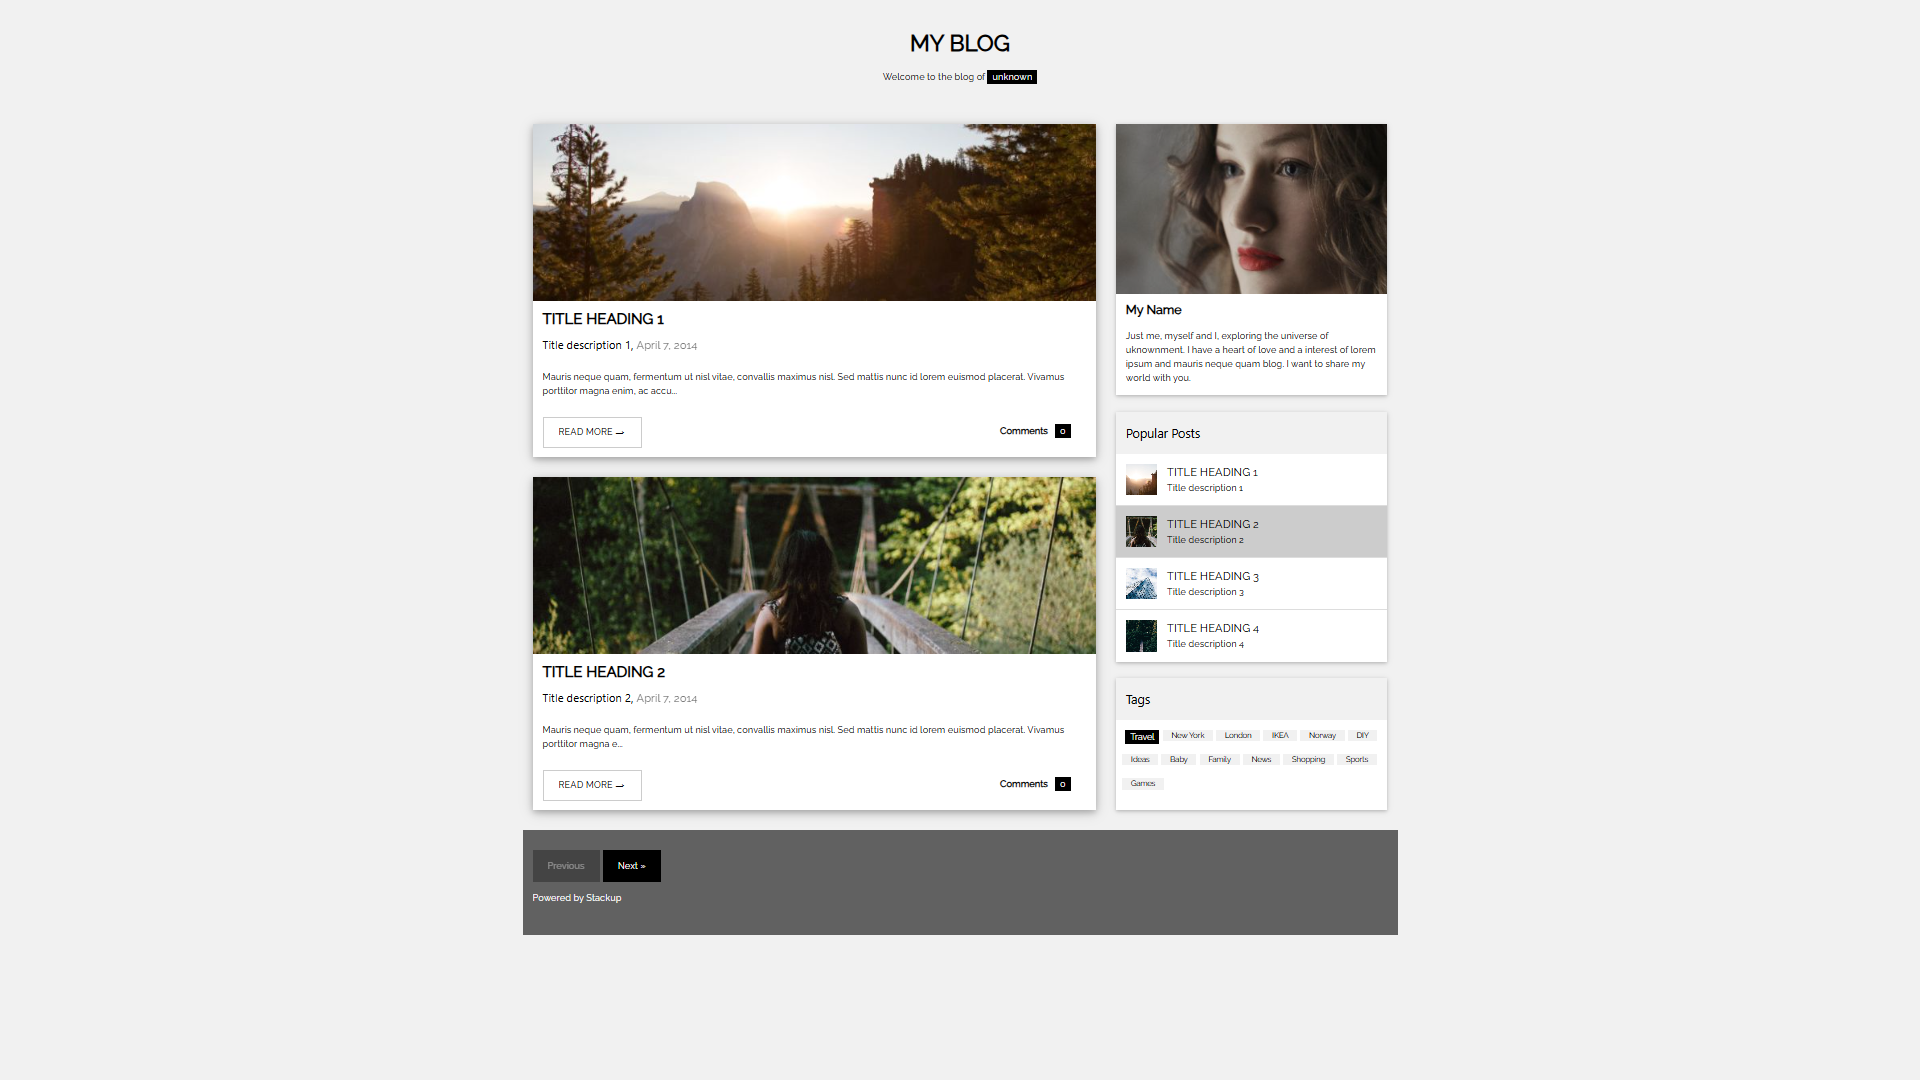 MY BLOG
Welcome to the blog of unknown
TITLE HEADING 1
Title description 1, April 7, 2014
Mauris neque quam, fermentum ut nisl vitae, convallis maximus nisl. Sed mattis nunc id lorem euismod placerat. Vivamus
porttitor magna enim, ac accu...
READ MORE →
Comments 0
TITLE HEADING 2
Title description 2, April 7, 2014
Mauris neque quam, fermentum ut nisl vitae, convallis maximus nisl. Sed mattis nunc id lorem euismod placerat. Vivamus
porttitor magna e...
READ MORE →
Comments 0
My Name
Just me, myself and I, exploring the universe of
uknownment. I have a heart of love and a interest of lorem
ipsum and mauris neque quam blog. I want to share my
world with you.
Popular Posts
TITLE HEADING 1
Title description 1
TITLE HEADING 2
Title description 2
TITLE HEADING 3
Title description 3
TITLE HEADING 4
Title description 4
Tags
Travel New York London IKEA Norway DIY
Ideas Baby Family News Shopping Sports
Games
Previous Next »
Powered by Stackup